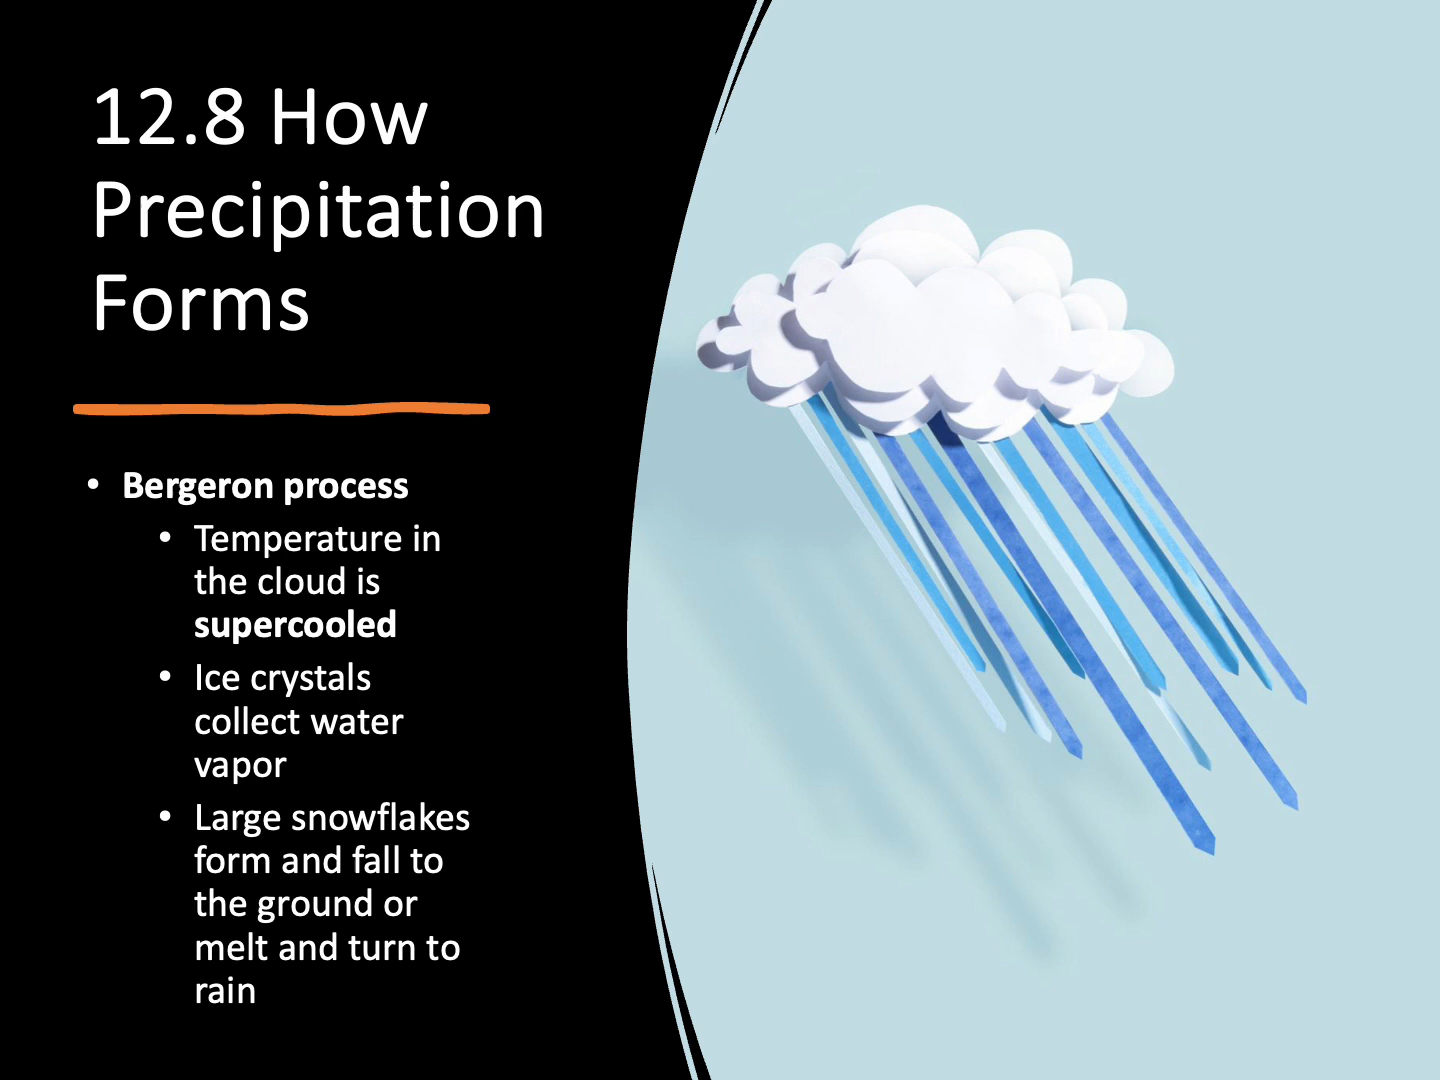 12.8 How
Precipitation
Forms
• Bergeron process
• Temperature in
the cloud is
supercooled
• Ice crystals
collect water
vapor
• Large snowflakes
form and fall to
the ground or
melt and turn to
rain